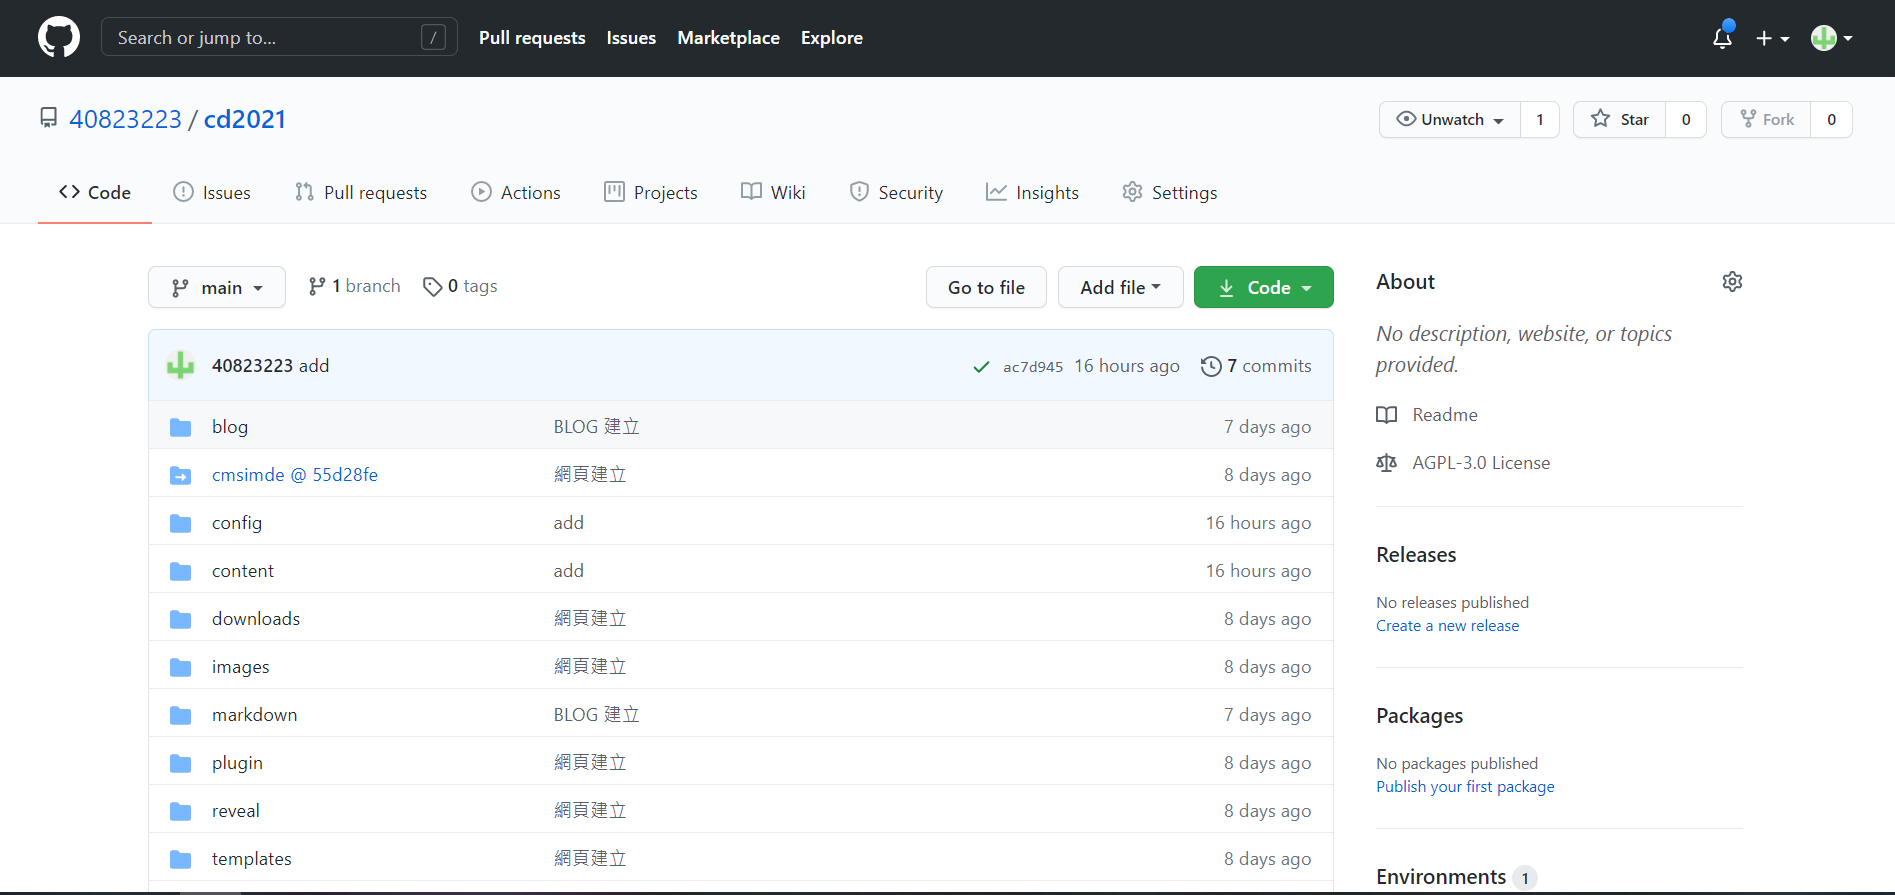 Search or jump to... /
Pull requests Issues Marketplace Explore
40823223 / cd2021
Unwatch 1 Star 0 Fork 0
Code Issues Pull requests Actions Projects Wiki Security Insights Settings
main 1 branch 0 tags Go to file Add file Code
40823223 add ac7d945 16 hours ago 7 commits
blog BLOG 建立 7 days ago
cmsimde @ 55d28fe 網頁建立 8 days ago
config add 16 hours ago
content add 16 hours ago
downloads 網頁建立 8 days ago
images 網頁建立 8 days ago
markdown BLOG 建立 7 days ago
plugin 網頁建立 8 days ago
reveal 網頁建立 8 days ago
templates 網頁建立 8 days ago
About
No description, website, or topics
provided.
Readme
AGPL-3.0 License
Releases
No releases published
Create a new release
Packages
No packages published
Publish your first package
Environments 1